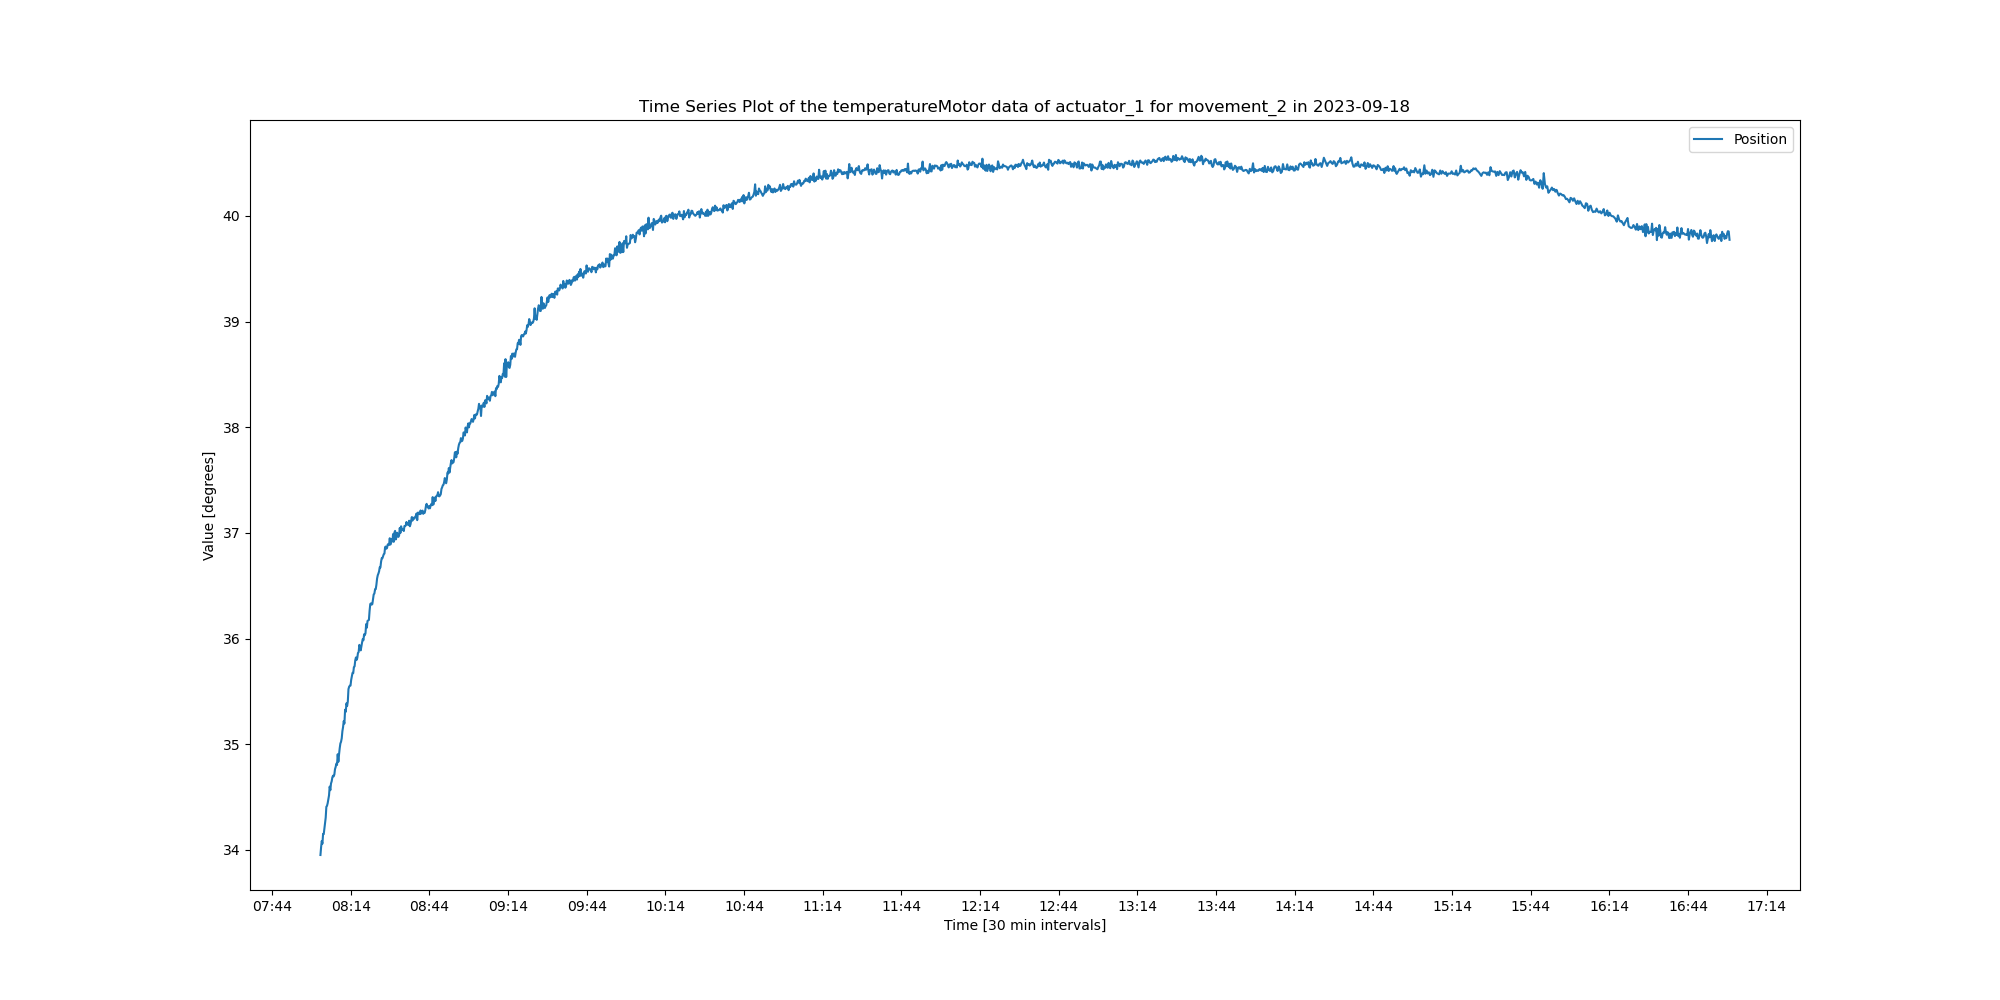 Time Series Plot of the temperatureMotor data of actuator_1 for movement_2 in 2023-09-18
Position
Value [degrees]
40
39
38
37
36
35
34
07:44 08:14 08:44 09:14 09:44 10:14 10:44 11:14 11:44 12:14 12:44 13:14 13:44 14:14 14:44 15:14 15:44 16:14 16:44 17:14
Time [30 min intervals]